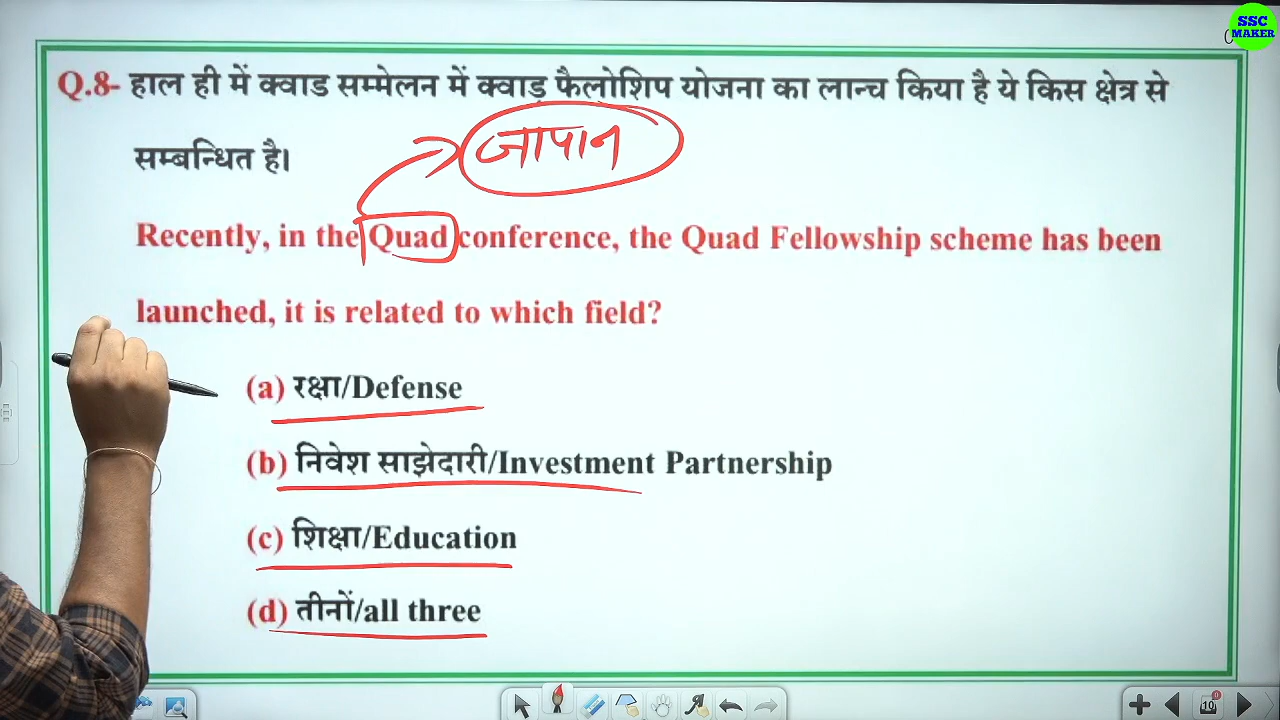 SSC
MAKER
Q.8- हाल ही में क्वाड सम्मेलन में क्वाड़ फैलोशिप योजना का लान्च किया है ये किस क्षेत्र से
जापान
सम्बन्धित है।
Recently, in the Quad conference, the Quad Fellowship scheme has been
launched, it is related to which field?
(a) रक्षा/Defense
(b) निवेश साझेदारी/Investment Partnership
(c) शिक्षा/Education
(d) तीनों/all three
10